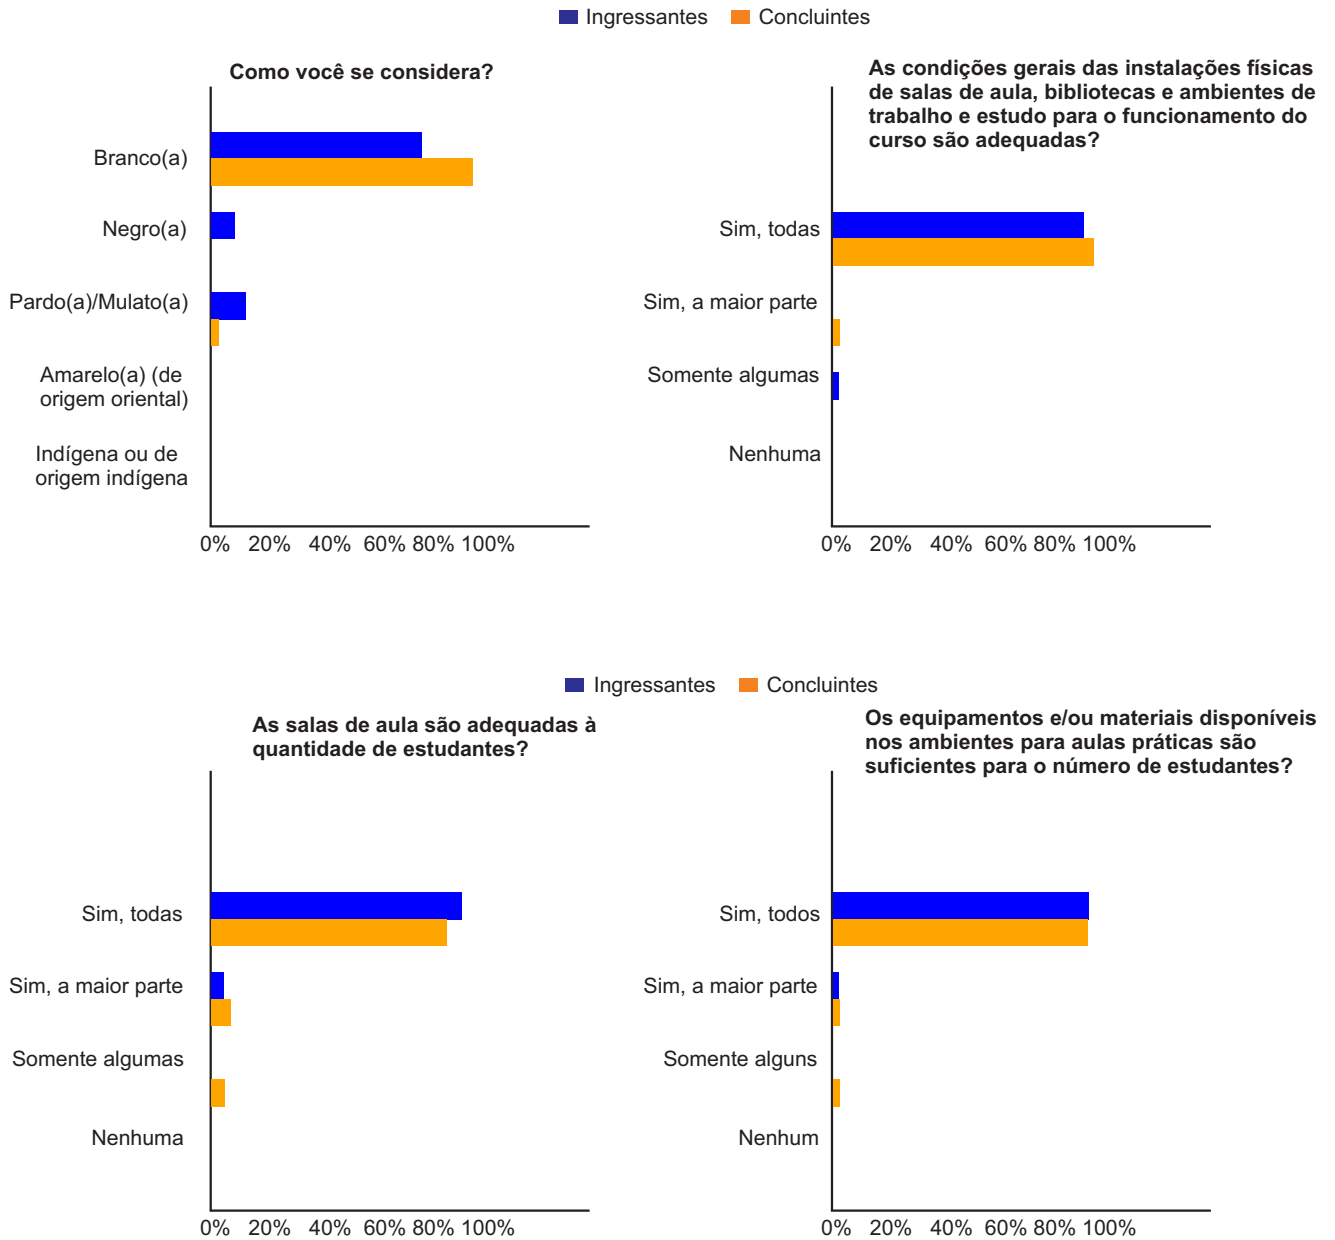 Ingressantes Concluintes
Como você se considera?
Branco(a)
Negro(a)
Pardo(a)/Mulato(a)
Amarelo(a) (de
origem oriental)
Indígena ou de
origem indígena
0% 20% 40% 60% 80% 100%
As condições gerais das instalações físicas
de salas de aula, bibliotecas e ambientes de
trabalho e estudo para o funcionamento do
curso são adequadas?
Sim, todas
Sim, a maior parte
Somente algumas
Nenhuma
0% 20% 40% 60% 80% 100%
Ingressantes Concluintes
As salas de aula são adequadas à
quantidade de estudantes?
Sim, todas
Sim, a maior parte
Somente algumas
Nenhuma
0% 20% 40% 60% 80% 100%
Os equipamentos e/ou materiais disponíveis
nos ambientes para aulas práticas são
suficientes para o número de estudantes?
Sim, todos
Sim, a maior parte
Somente alguns
Nenhum
0% 20% 40% 60% 80% 100%